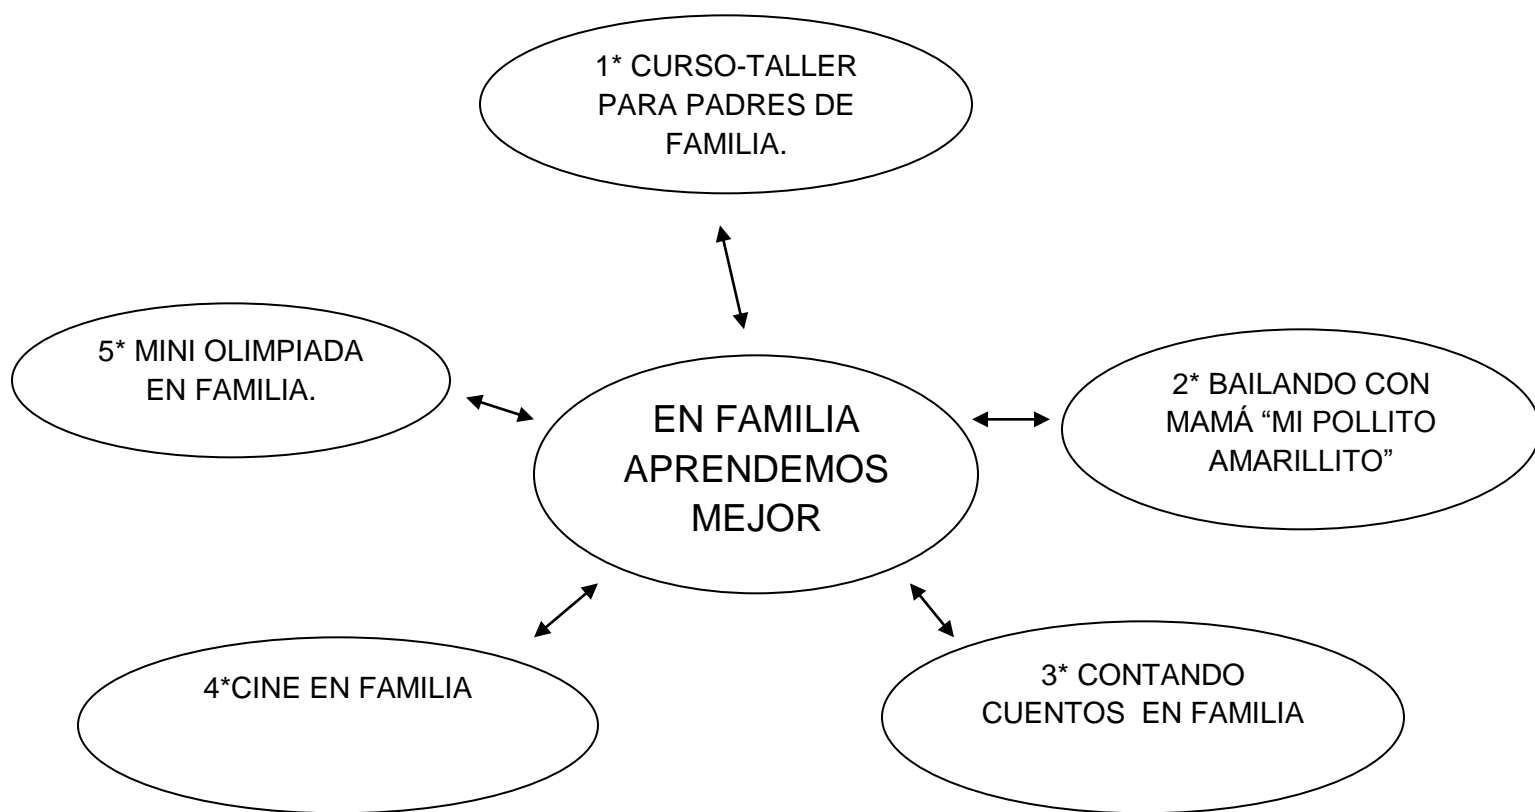 1* CURSO-TALLER
PARA PADRES DE
FAMILIA.
5* MINI OLIMPIADA
EN FAMILIA.
EN FAMILIA
APRENDEMOS
MEJOR
2* BAILANDO CON
MAMÁ “MI POLLITO
AMARILLITO”
4*CINE EN FAMILIA
3* CONTANDO
CUENTOS  EN FAMILIA